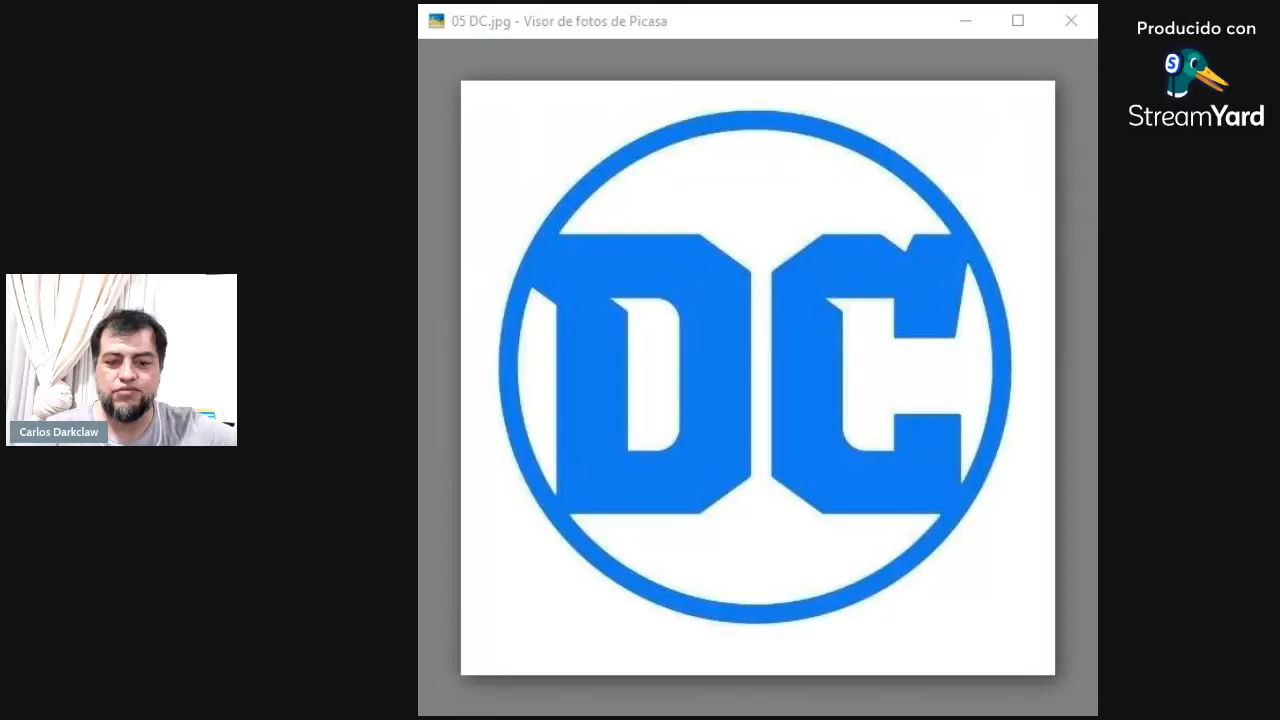 05 DC.jpg - Visor de fotos de Picasa
Producido con
S
StreamYard
DC
Carlos Darkclaw